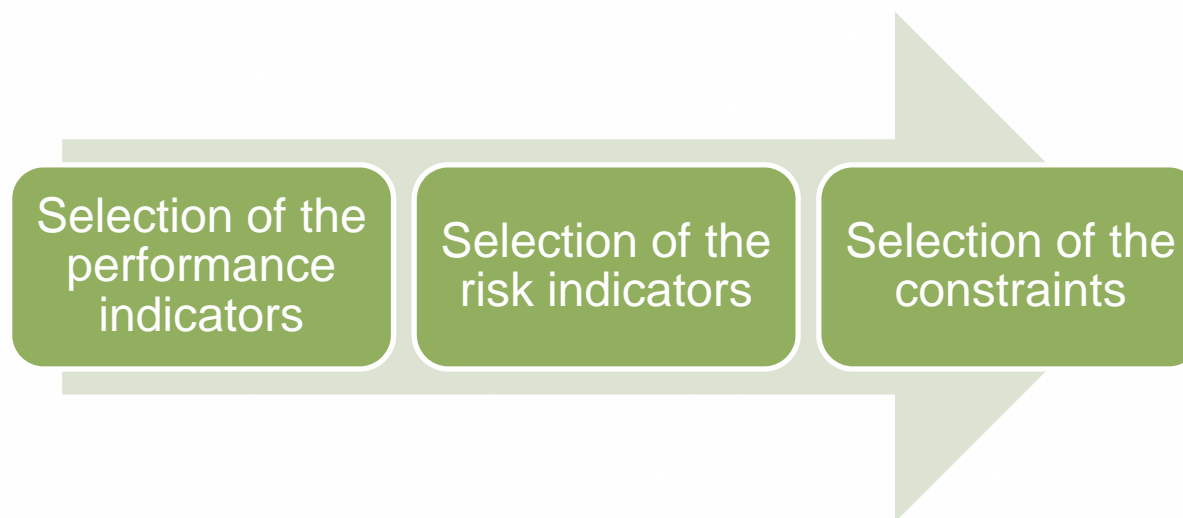 Selection of the
performance
indicators
Selection of the
risk indicators
Selection of the
constraints